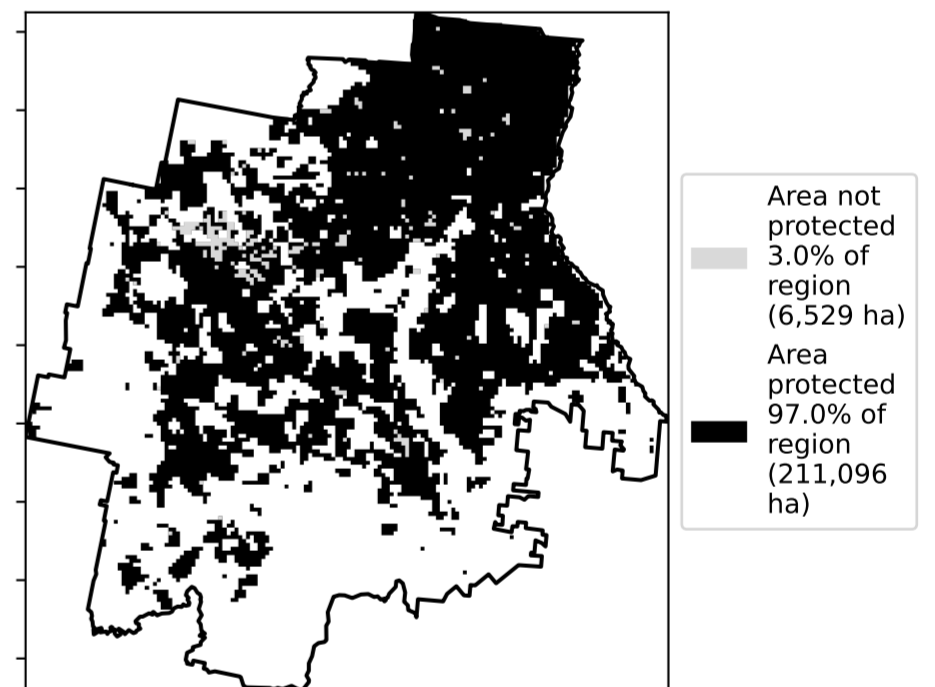 Area not
protected
3.0% of
region
(6,529 ha)
Area
protected
97.0% of
region
(211,096
ha)